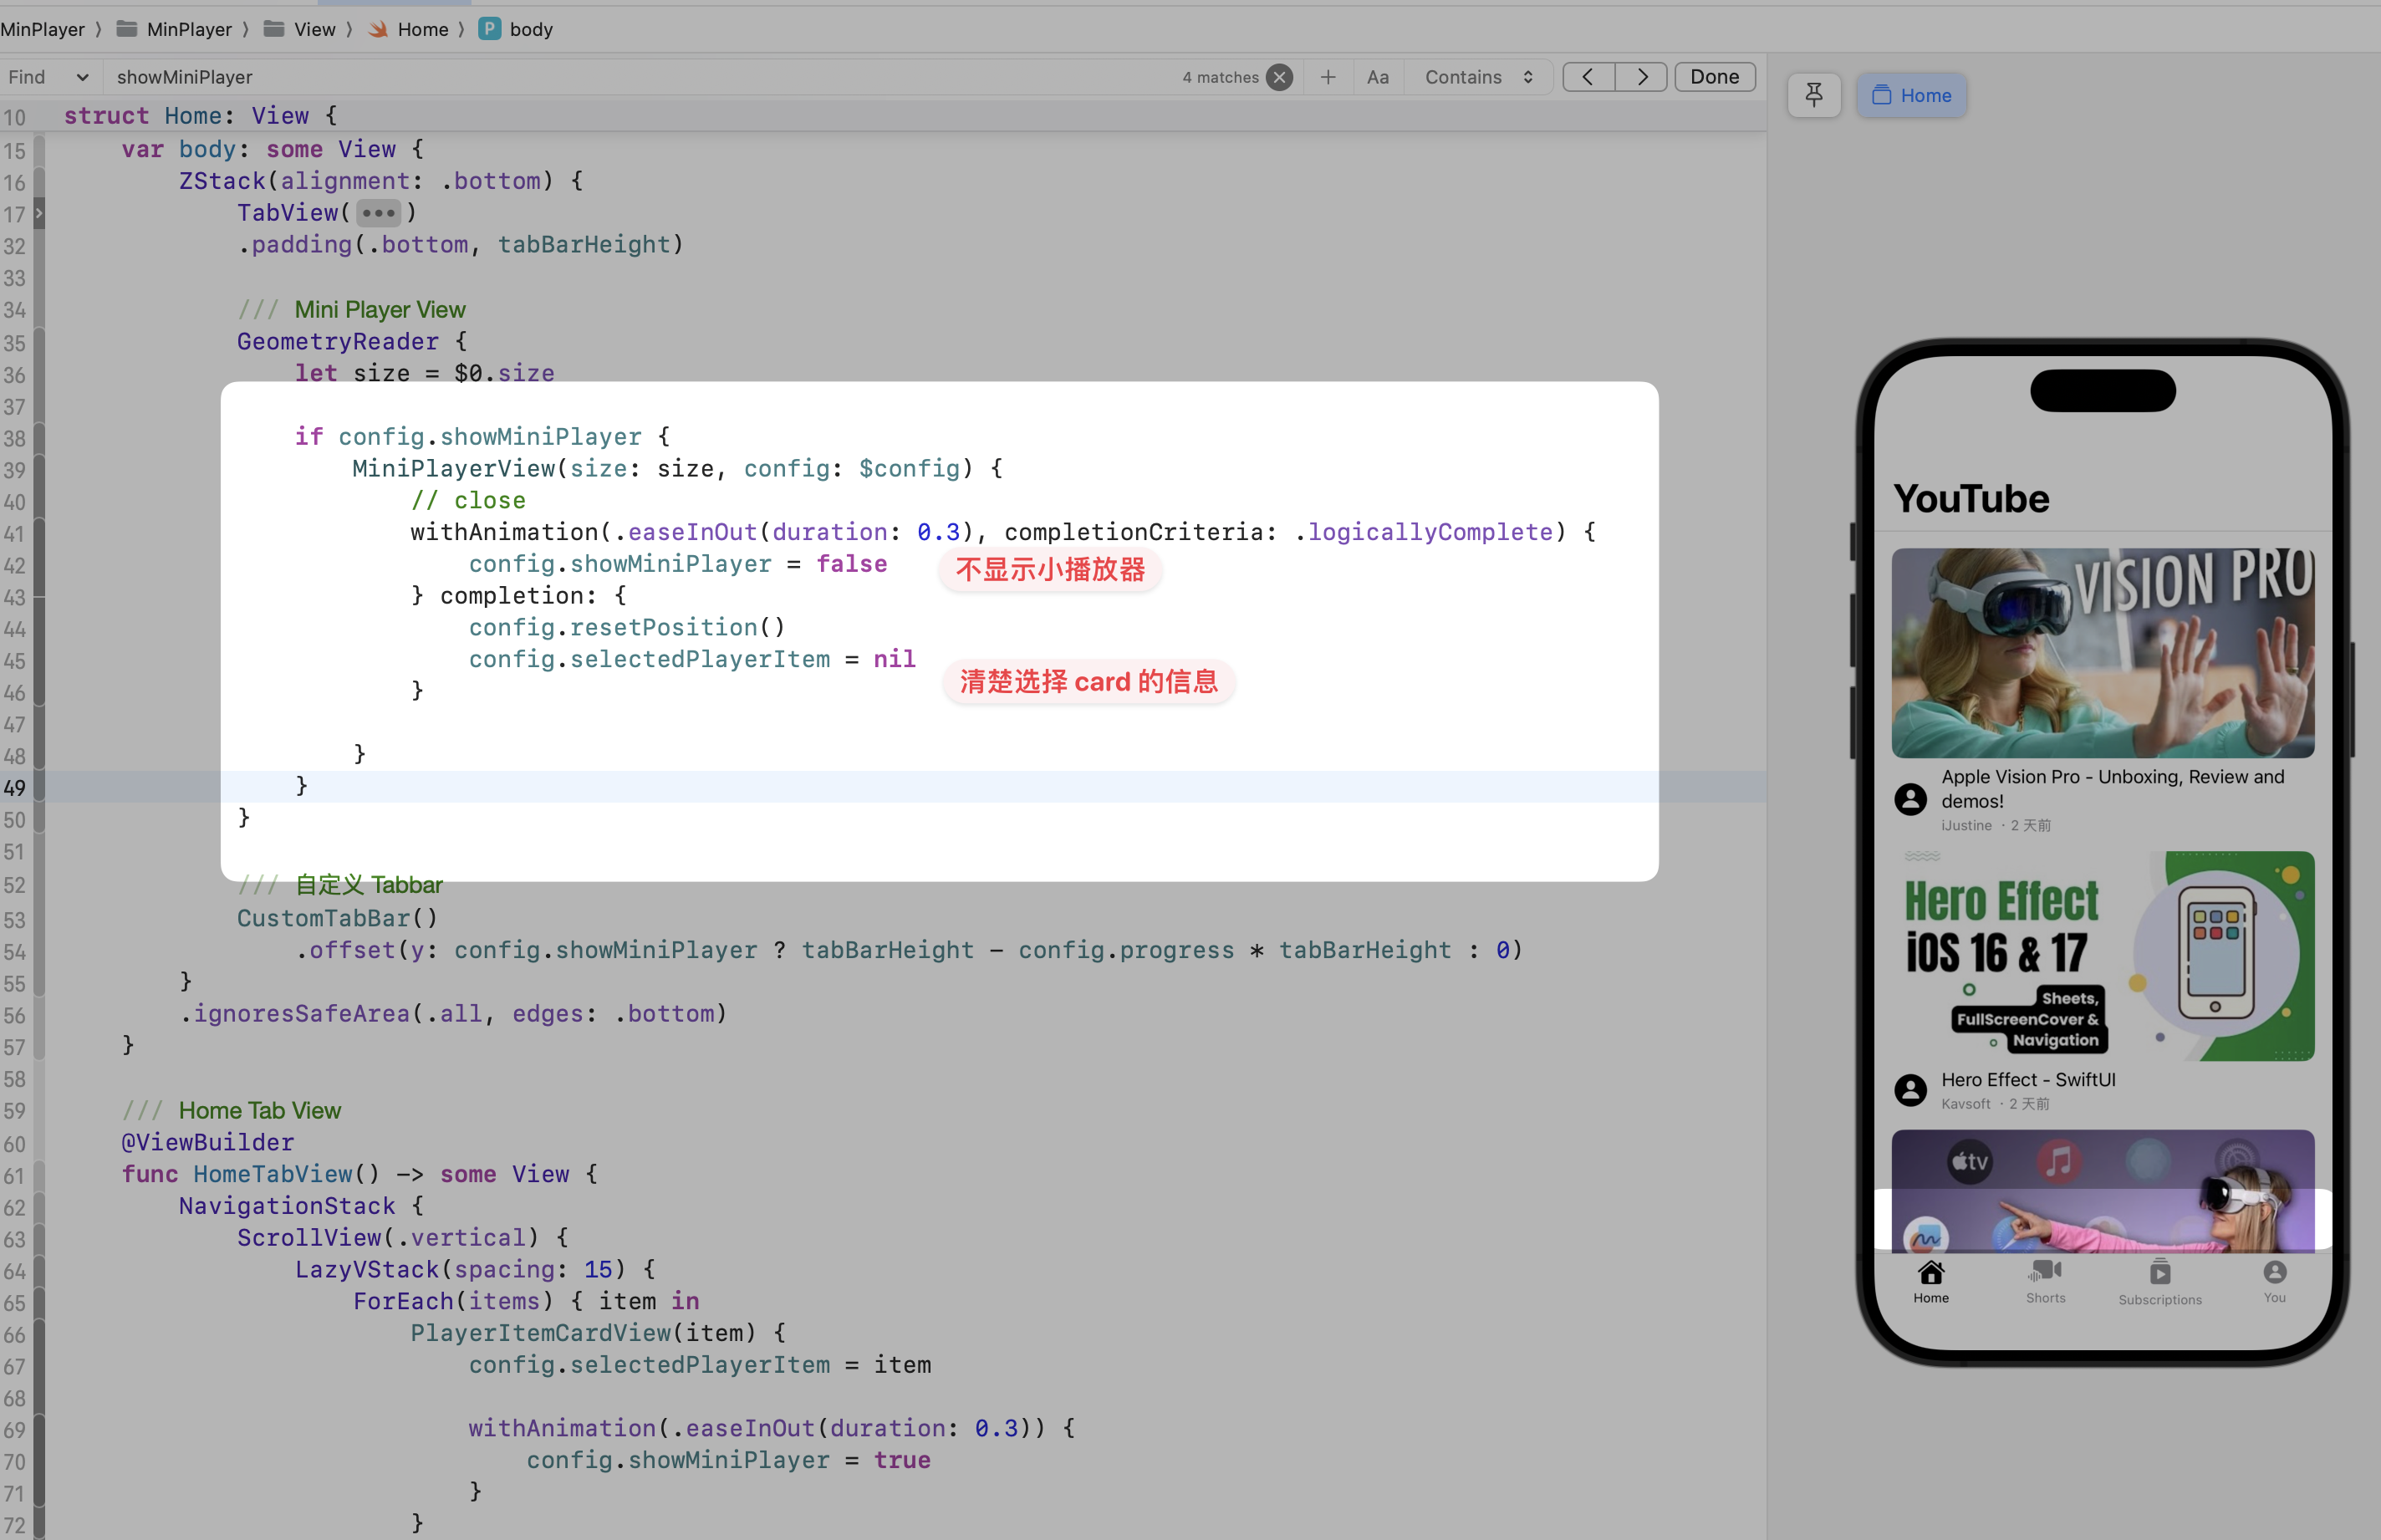 MinPlayer 〉 MinPlayer 〉 View 〉 Home 〉 P body
Find showMiniPlayer 4 matches Aa Contains Done
Home
10 struct Home: View {
15 var body: some View {
16 ZStack(alignment: .bottom) {
17 TabView(•••)
32 .padding(.bottom, tabBarHeight)
33
34 /// Mini Player View
35 GeometryReader {
36 let size = $0.size
37
38 if config.showMiniPlayer {
39 MiniPlayerView(size: size, config: $config) {
40 // close
41 withAnimation(.easeInOut(duration: 0.3), completionCriteria: .logicallyComplete) {
42 config.showMiniPlayer = false 不显示小播放器
43 } completion: {
44 config.resetPosition()
45 config.selectedPlayerItem = nil
清楚选择 card 的信息
46 }
47
48 }
49 }
50 }
51
52 /// 自定义 Tabbar
53 CustomTabBar()
54 .offset(y: config.showMiniPlayer ? tabBarHeight - config.progress * tabBarHeight : 0)
55 }
56 .ignoresSafeArea(.all, edges: .bottom)
57 }
58
59 /// Home Tab View
60 @ViewBuilder
61 func HomeTabView() -> some View {
62 NavigationStack {
63 ScrollView(.vertical) {
64 LazyVStack(spacing: 15) {
65 ForEach(items) { item in
66 PlayerItemCardView(item) {
67 config.selectedPlayerItem = item
68
69 withAnimation(.easeInOut(duration: 0.3)) {
70 config.showMiniPlayer = true
71 }
72 }
YouTube
VISION PRO
Apple Vision Pro - Unboxing, Review and
demos!
iJustine · 2 天前
Hero Effect
iOS 16 & 17
Sheets,
FullScreenCover &
Navigation
Hero Effect - SwiftUI
Kavsoft · 2 天前
tv
Home Shorts Subscriptions You